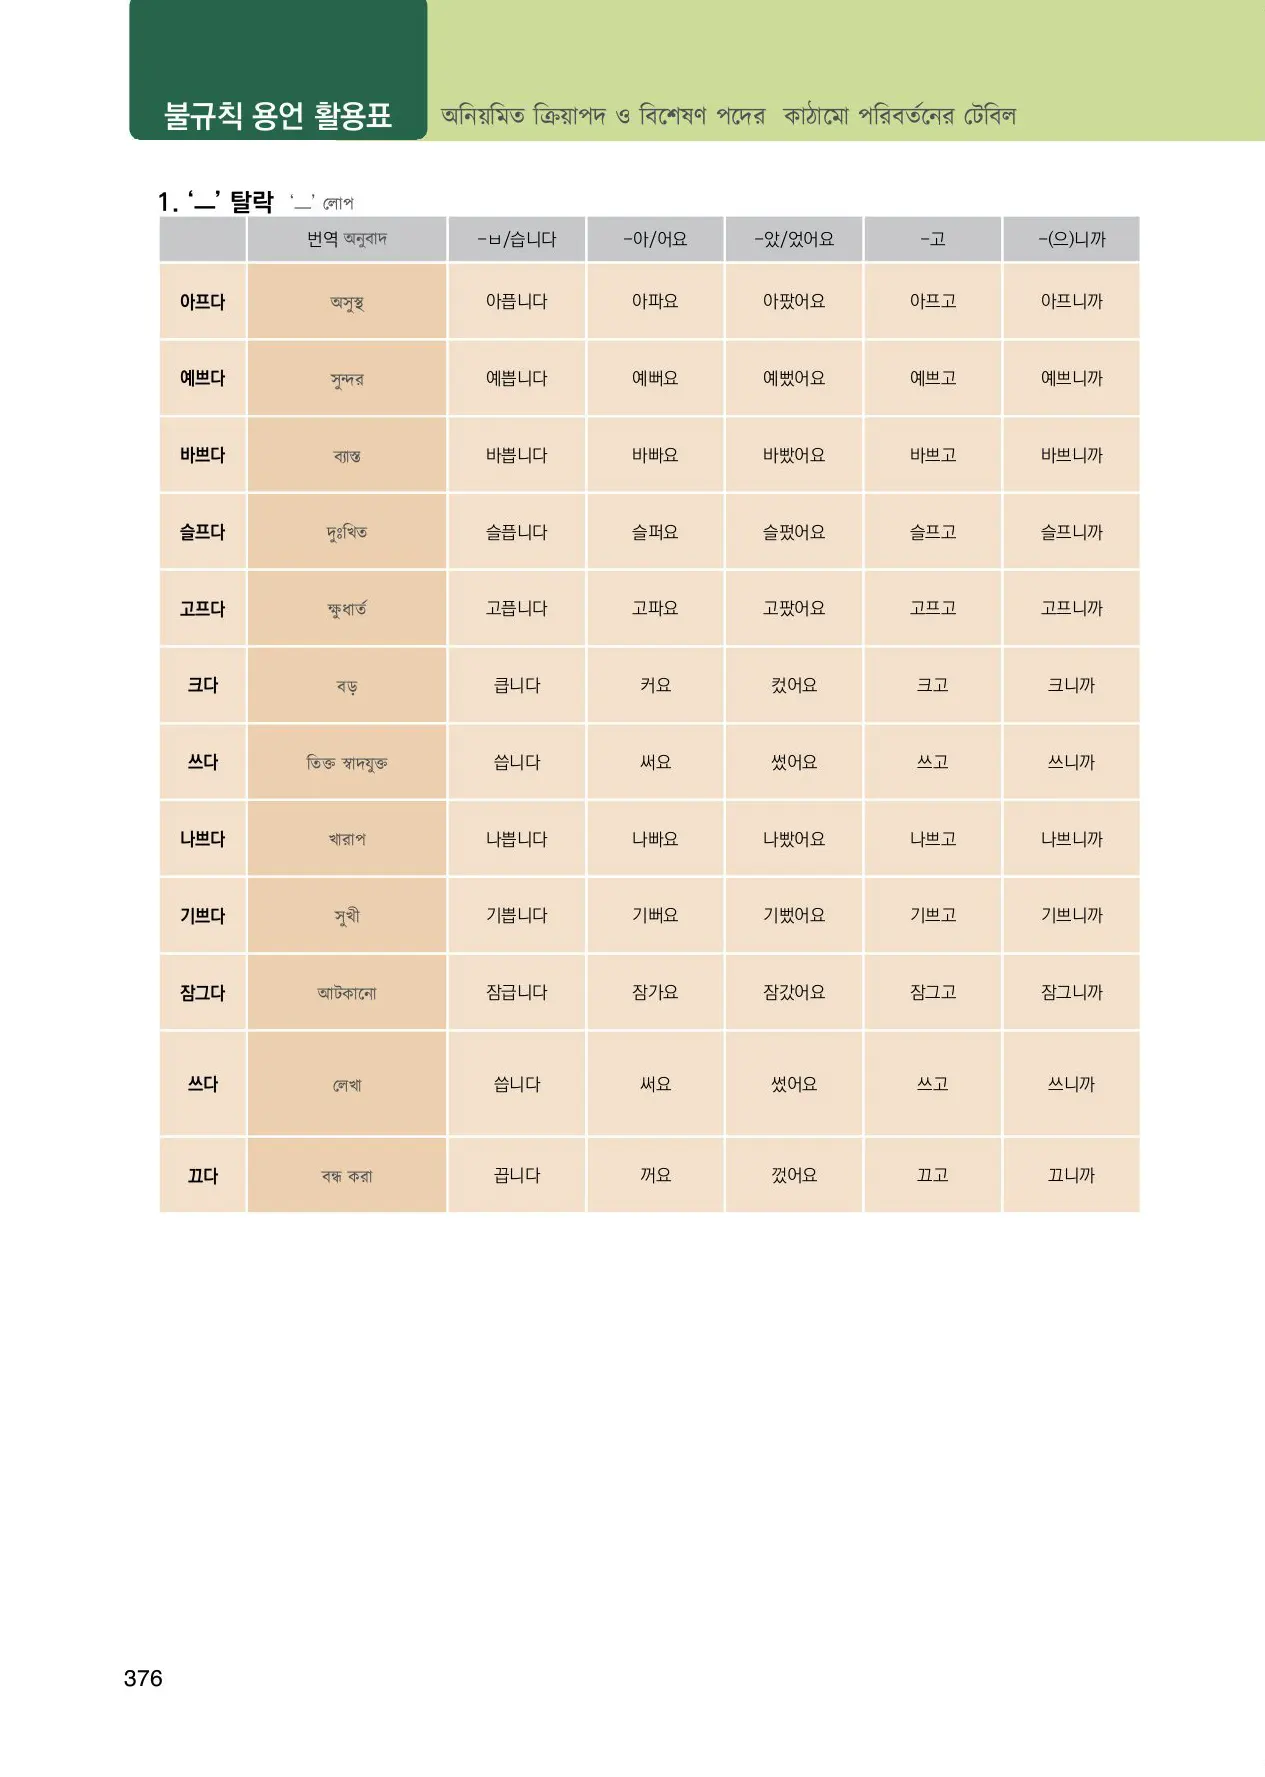 불규칙 용언 활용표 অনিয়মিত ক্রিয়াপদ ও বিশেষণ পদের কাঠামো পরিবর্তনের টেবিল
1. ‘ㅡ’ 탈락 ‘ㅡ’ লোপ
번역 অনুবাদ -ㅂ/습니다 -아/어요 -았/었어요 -고 -(으)니까
아프다 অসুস্থ 아픕니다 아파요 아팠어요 아프고 아프니까
예쁘다 সুন্দর 예쁩니다 예뻐요 예뻤어요 예쁘고 예쁘니까
바쁘다 ব্যাস্ত 바쁩니다 바빠요 바빴어요 바쁘고 바쁘니까
슬프다 দুঃখিত 슬픕니다 슬퍼요 슬펐어요 슬프고 슬프니까
고프다 ক্ষুধার্ত 고픕니다 고파요 고팠어요 고프고 고프니까
크다 বড় 큽니다 커요 컸어요 크고 크니까
쓰다 তিক্ত স্বাদযুক্ত 씁니다 써요 썼어요 쓰고 쓰니까
나쁘다 খারাপ 나쁩니다 나빠요 나빴어요 나쁘고 나쁘니까
기쁘다 সুখী 기쁩니다 기뻐요 기뻤어요 기쁘고 기쁘니까
잠그다 আটকানো 잠급니다 잠가요 잠갔어요 잠그고 잠그니까
쓰다 লেখা 씁니다 써요 썼어요 쓰고 쓰니까
끄다 বন্ধ করা 끕니다 꺼요 껐어요 끄고 끄니까
376